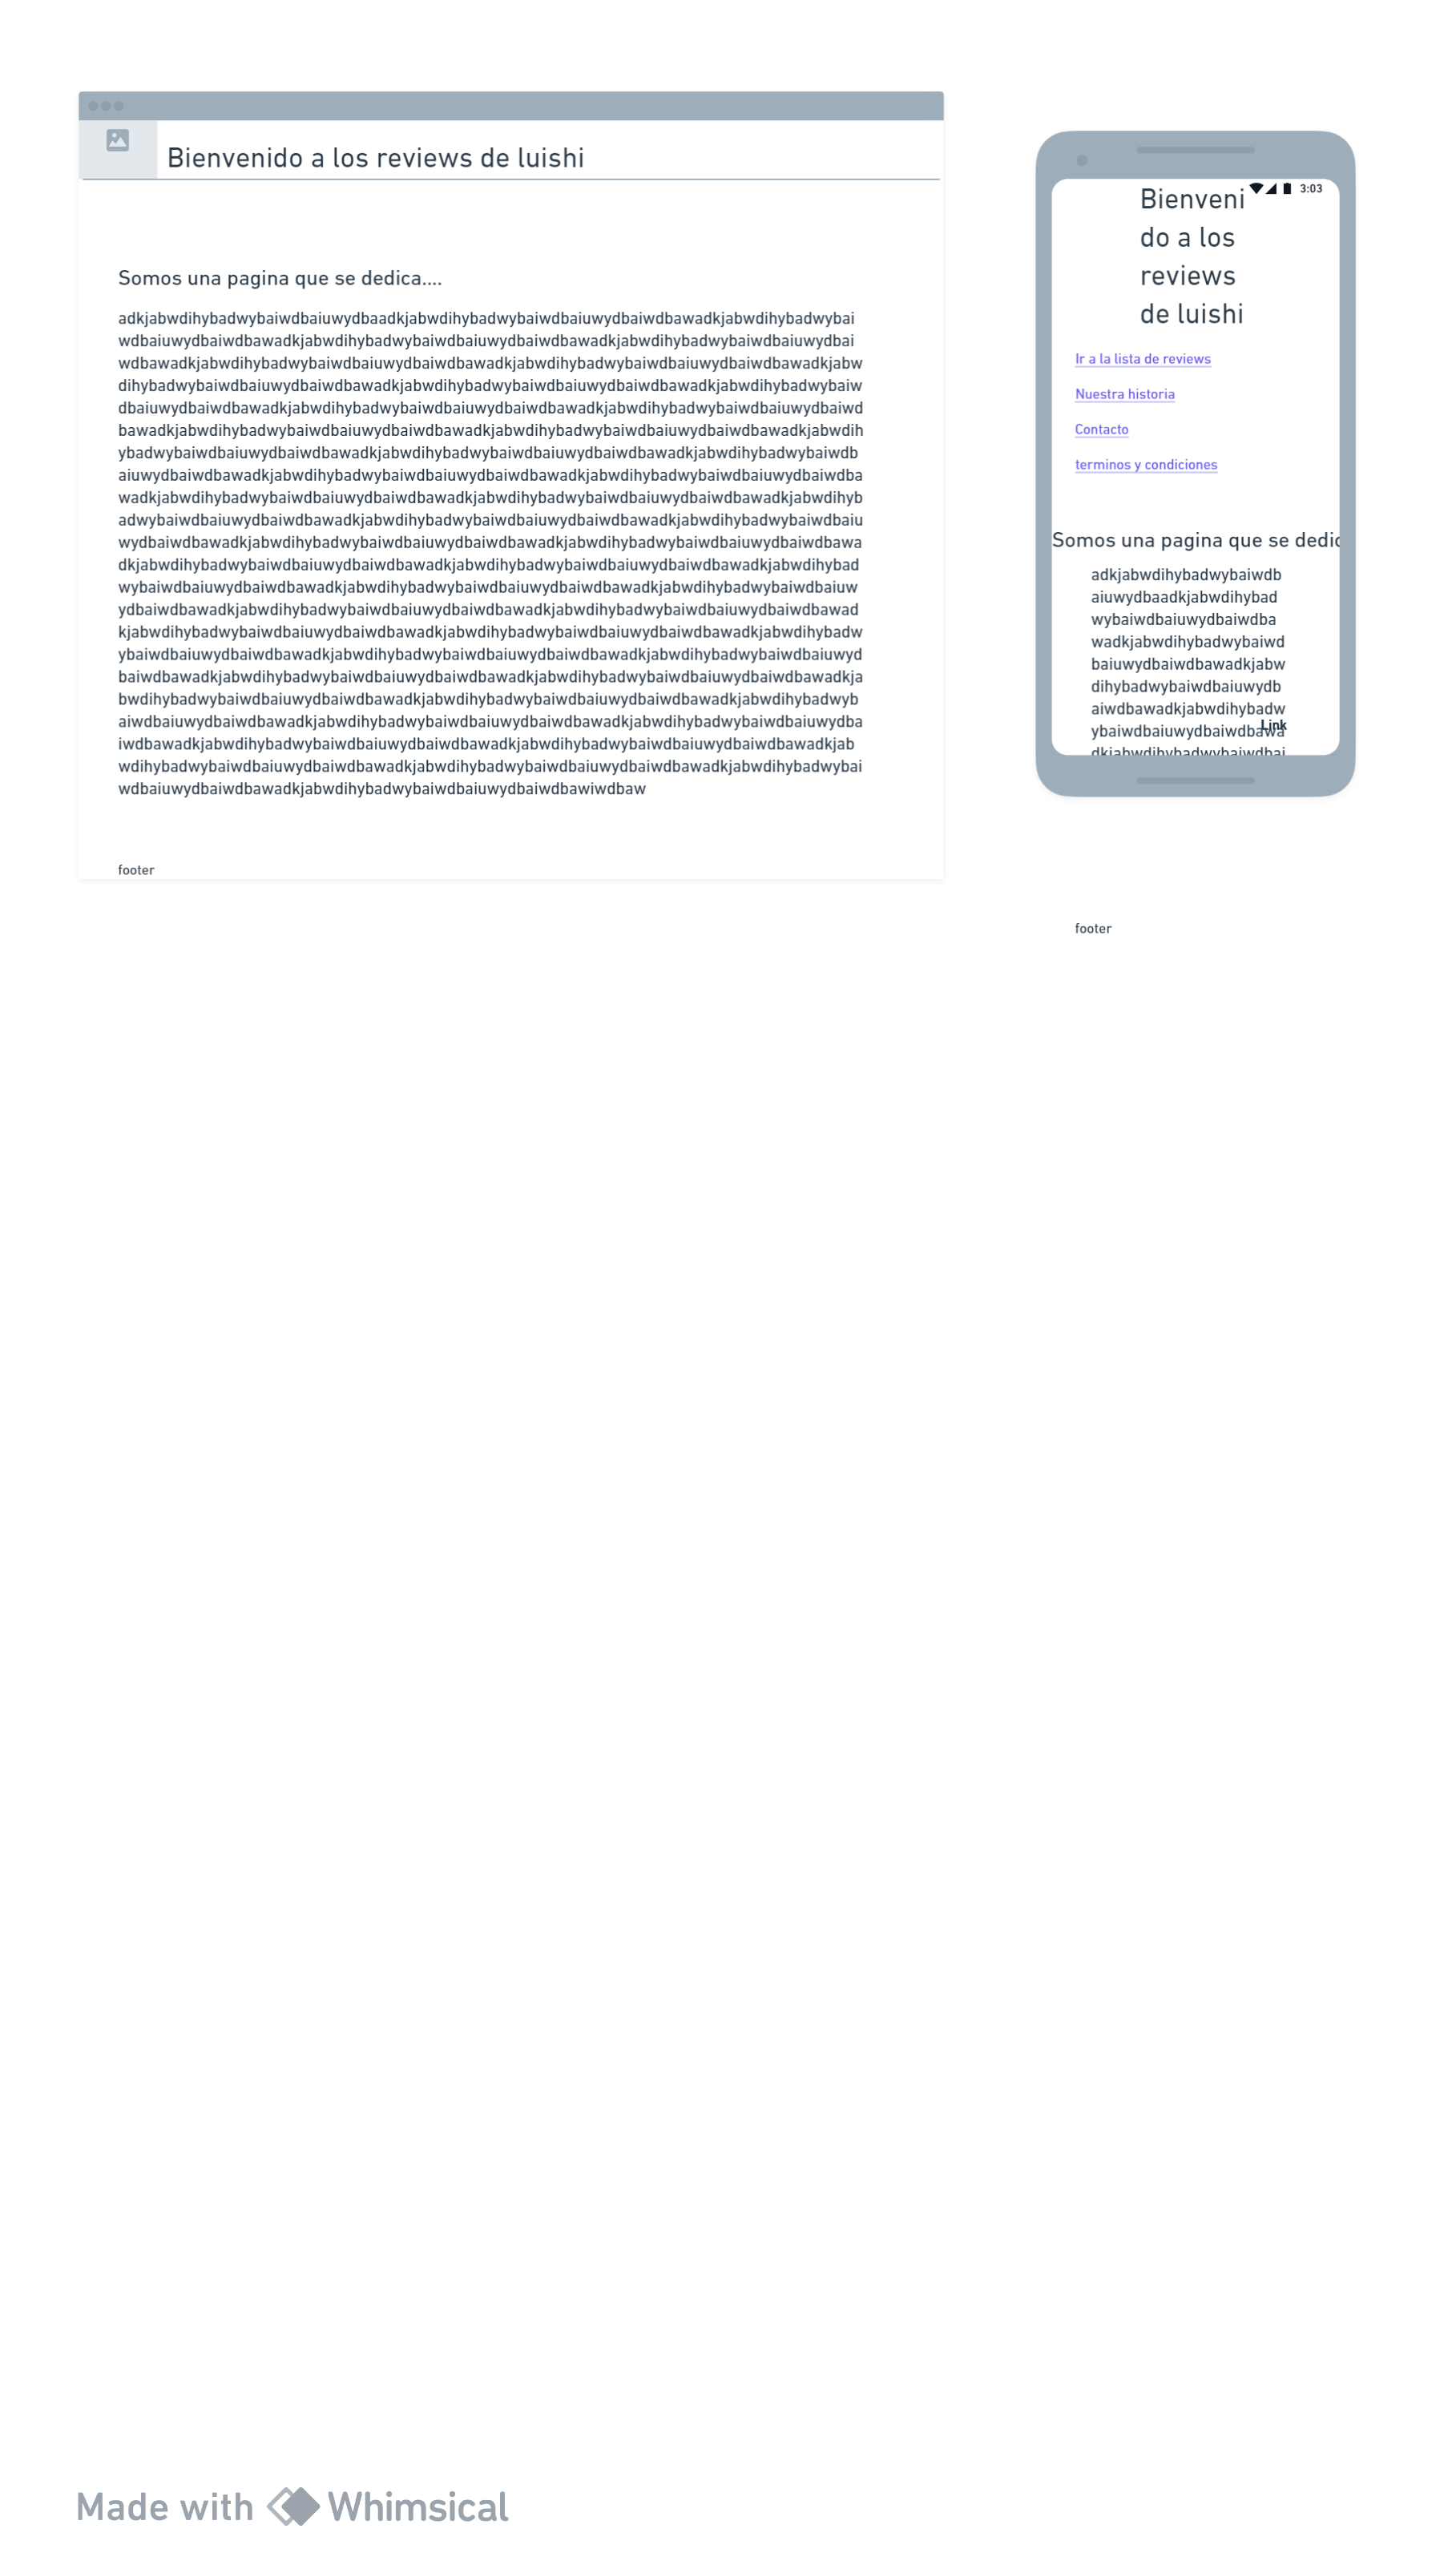 Bienvenido a los reviews de luishi
Somos una pagina que se dedica....
adkjabwdihybadwybaiwdbaiuwydbaadkjabwdihybadwybaiwdbaiuwydbaiwdbawadkjabwdihybadwybai
wdbaiuwydbaiwdbawadkjabwdihybadwybaiwdbaiuwydbaiwdbawadkjabwdihybadwybaiwdbaiuwydbai
wdbawadkjabwdihybadwybaiwdbaiuwydbaiwdbawadkjabwdihybadwybaiwdbaiuwydbaiwdbawadkjabw
dihybadwybaiwdbaiuwydbaiwdbawadkjabwdihybadwybaiwdbaiuwydbaiwdbawadkjabwdihybadwybaiw
dbaiuwydbaiwdbawadkjabwdihybadwybaiwdbaiuwydbaiwdbawadkjabwdihybadwybaiwdbaiuwydbaiwd
bawadkjabwdihybadwybaiwdbaiuwydbaiwdbawadkjabwdihybadwybaiwdbaiuwydbaiwdbawadkjabwdih
ybadwybaiwdbaiuwydbaiwdbawadkjabwdihybadwybaiwdbaiuwydbaiwdbawadkjabwdihybadwybaiwdb
aiuwydbaiwdbawadkjabwdihybadwybaiwdbaiuwydbaiwdbawadkjabwdihybadwybaiwdbaiuwydbaiwdba
wadkjabwdihybadwybaiwdbaiuwydbaiwdbawadkjabwdihybadwybaiwdbaiuwydbaiwdbawadkjabwdihyb
adwybaiwdbaiuwydbaiwdbawadkjabwdihybadwybaiwdbaiuwydbaiwdbawadkjabwdihybadwybaiwdbaiu
wydbaiwdbawadkjabwdihybadwybaiwdbaiuwydbaiwdbawadkjabwdihybadwybaiwdbaiuwydbaiwdbawa
dkjabwdihybadwybaiwdbaiuwydbaiwdbawadkjabwdihybadwybaiwdbaiuwydbaiwdbawadkjabwdihybad
wybaiwdbaiuwydbaiwdbawadkjabwdihybadwybaiwdbaiuwydbaiwdbawadkjabwdihybadwybaiwdbaiuw
ydbaiwdbawadkjabwdihybadwybaiwdbaiuwydbaiwdbawadkjabwdihybadwybaiwdbaiuwydbaiwdbawad
kjabwdihybadwybaiwdbaiuwydbaiwdbawadkjabwdihybadwybaiwdbaiuwydbaiwdbawadkjabwdihybadw
ybaiwdbaiuwydbaiwdbawadkjabwdihybadwybaiwdbaiuwydbaiwdbawadkjabwdihybadwybaiwdbaiuwyd
baiwdbawadkjabwdihybadwybaiwdbaiuwydbaiwdbawadkjabwdihybadwybaiwdbaiuwydbaiwdbawadkja
bwdihybadwybaiwdbaiuwydbaiwdbawadkjabwdihybadwybaiwdbaiuwydbaiwdbawadkjabwdihybadwyb
aiwdbaiuwydbaiwdbawadkjabwdihybadwybaiwdbaiuwydbaiwdbawadkjabwdihybadwybaiwdbaiuwydba
iwdbawadkjabwdihybadwybaiwdbaiuwydbaiwdbawadkjabwdihybadwybaiwdbaiuwydbaiwdbawadkjab
wdihybadwybaiwdbaiuwydbaiwdbawadkjabwdihybadwybaiwdbaiuwydbaiwdbawadkjabwdihybadwybai
wdbaiuwydbaiwdbawadkjabwdihybadwybaiwdbaiuwydbaiwdbawiwdbaw
footer
3:03
Bienveni
do a los
reviews
de luishi
Ir a la lista de reviews
Nuestra historia
Contacto
terminos y condiciones
Somos una pagina que se dedic
adkjabwdihybadwybaiwdb
aiuwydbaadkjabwdihybad
wybaiwdbaiuwydbaiwdba
wadkjabwdihybadwybaiwd
baiuwydbaiwdbawadkjabw
dihybadwybaiwdbaiuwydb
aiwdbawadkjabwdihybadw
ybaiwdbaiuwydbaiwdbawa
Link
dkjabwdihybadwybaiwdbai
footer
Made with Whimsical